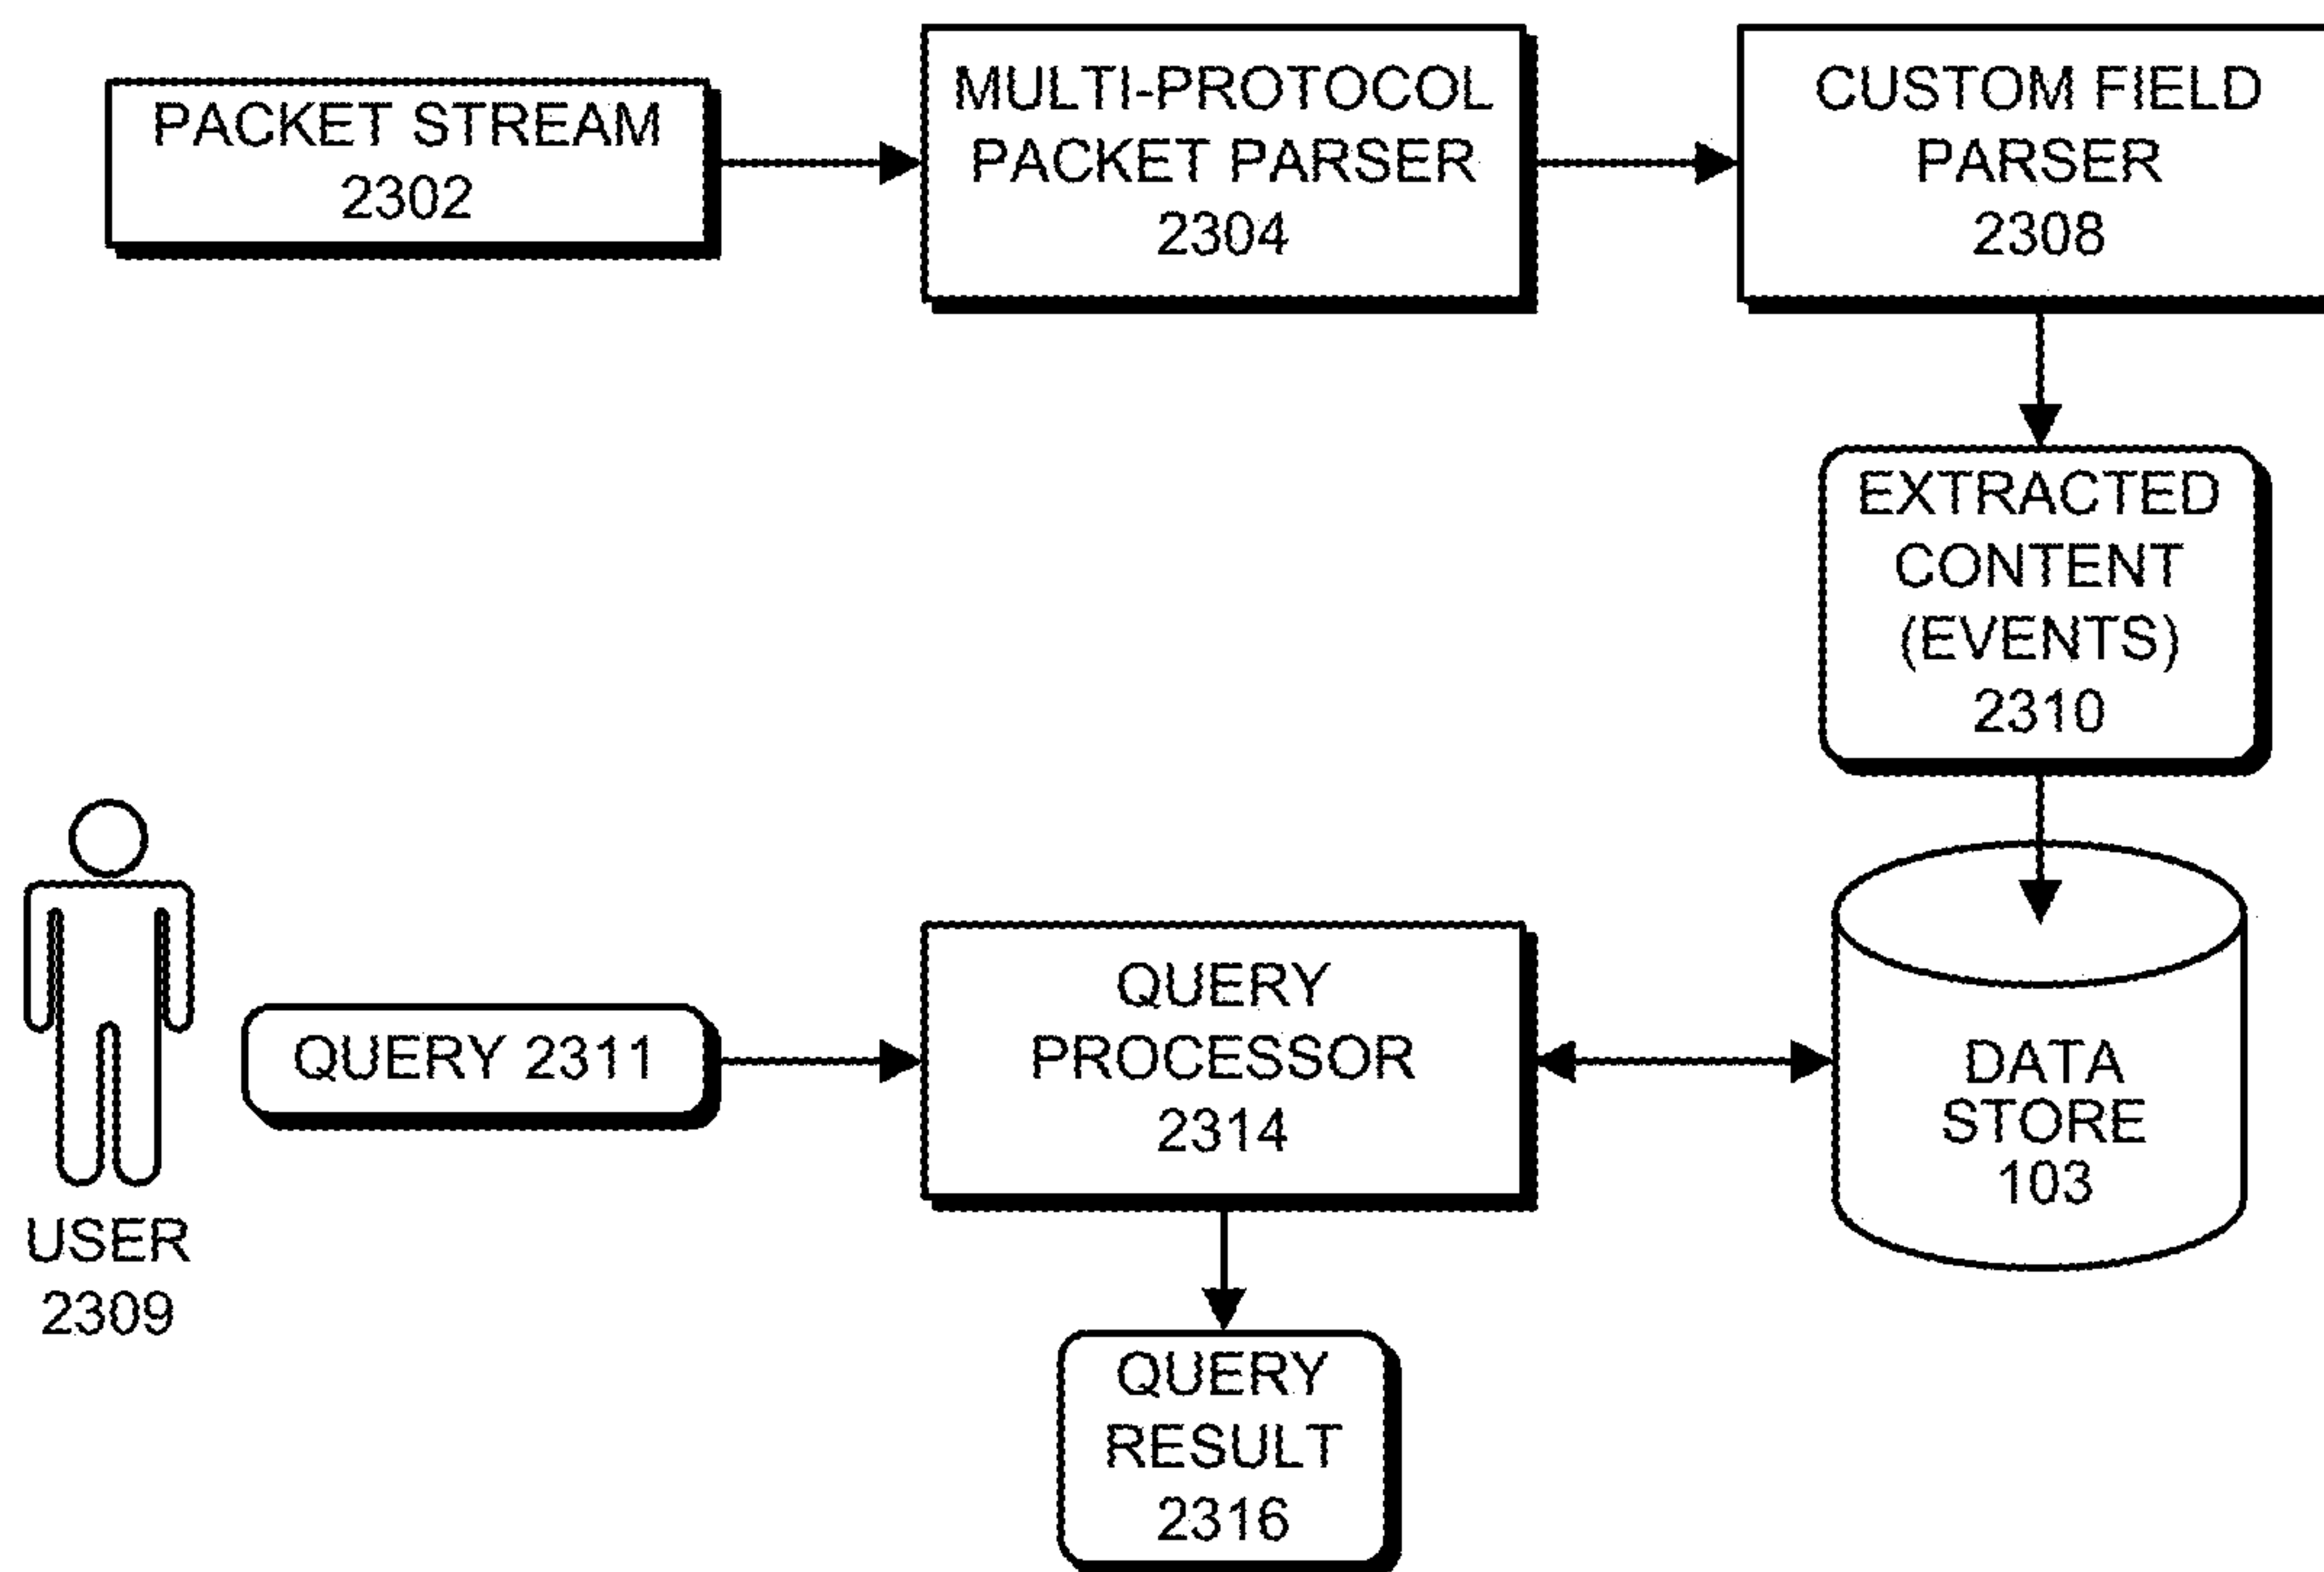 PACKET STREAM
2302
MULTI-PROTOCOL
PACKET PARSER
2304
CUSTOM FIELD
PARSER
2308
EXTRACTED
CONTENT
(EVENTS)
2310
USER
2309
QUERY 2311
QUERY
PROCESSOR
2314
DATA
STORE
103
QUERY
RESULT
2316